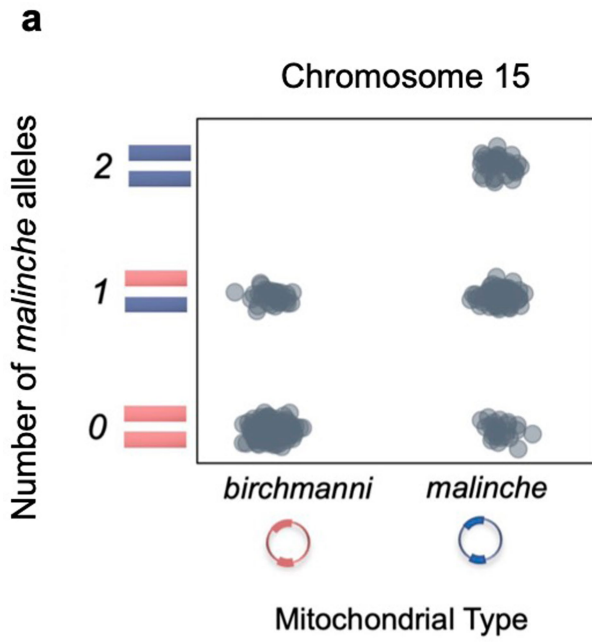 a
Chromosome 15
Number of malinche alleles
2
1
0
birchmanni malinche
Mitochondrial Type